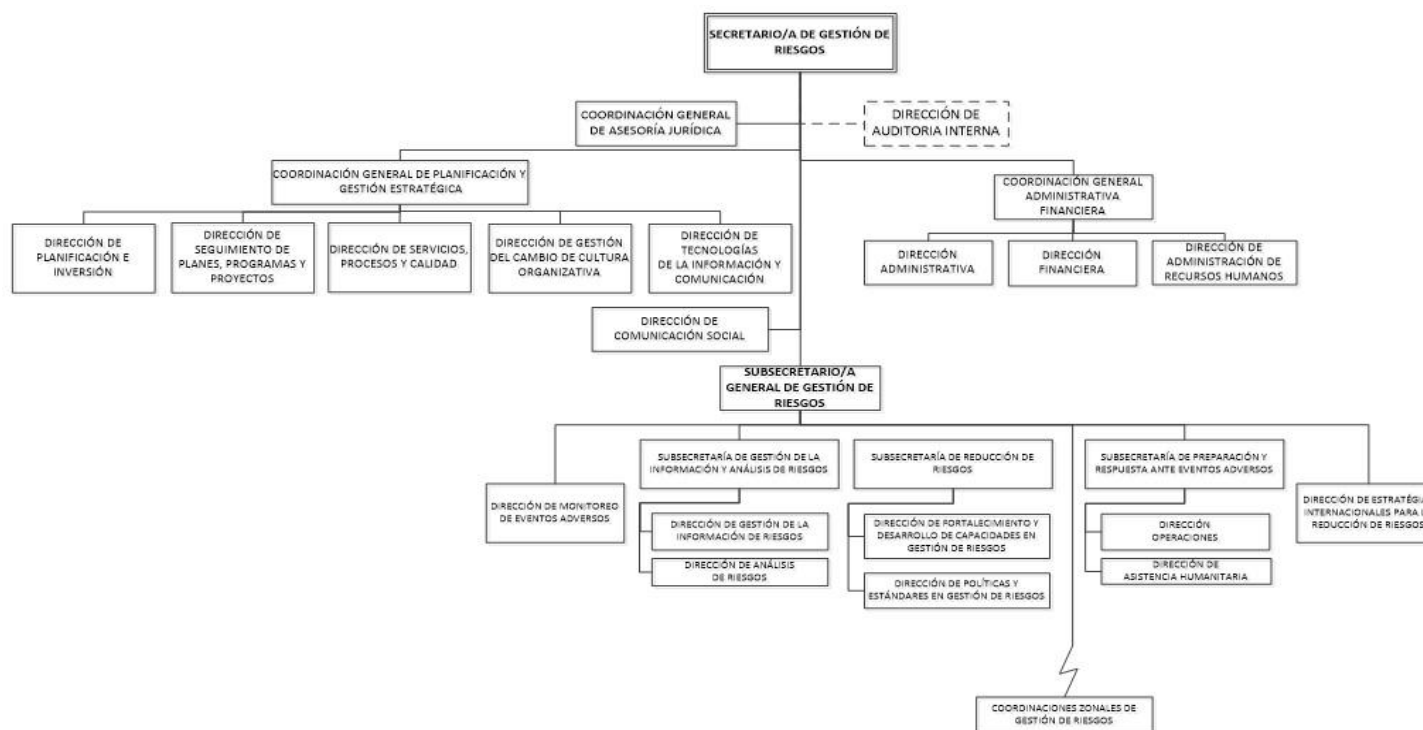 SECRETARIO/A DE GESTIÓN DE
RIESGOS
COORDINACIÓN GENERAL
DE ASESORÍA JURÍDICA
DIRECCIÓN DE
AUDITORIA INTERNA
COORDINACIÓN GENERAL DE PLANIFICACIÓN Y
GESTIÓN ESTRATÉGICA
COORDINACIÓN GENERAL
ADMINISTRATIVA
FINANCIERA
DIRECCIÓN DE
PLANIFICACIÓN E
INVERSIÓN
DIRECCIÓN DE
SEGUIMIENTO DE
PLANES, PROGRAMAS Y
PROYECTOS
DIRECCIÓN DE SERVICIOS,
PROCESOS Y CALIDAD
DIRECCIÓN DE GESTIÓN
DEL CAMBIO DE CULTURA
ORGANIZATIVA
DIRECCIÓN DE
TECNOLOGÍAS
DE LA INFORMACIÓN Y
COMUNICACIÓN
DIRECCIÓN
ADMINISTRATIVA
DIRECCIÓN
FINANCIERA
DIRECCIÓN DE
ADMINISTRACIÓN DE
RECURSOS HUMANOS
DIRECCIÓN DE
COMUNICACIÓN SOCIAL
SUBSECRETARIO/A
GENERAL DE GESTIÓN DE
RIESGOS
DIRECCIÓN DE MONITOREO
DE EVENTOS ADVERSOS
SUBSECRETARÍA DE GESTIÓN DE LA
INFORMACIÓN Y ANÁLISIS DE RIESGOS
DIRECCIÓN DE GESTIÓN DE LA
INFORMACIÓN DE RIESGOS
DIRECCIÓN DE ANÁLISIS
DE RIESGOS
SUBSECRETARÍA DE REDUCCIÓN DE
RIESGOS
DIRECCIÓN DE FORTALECIMIENTO Y
DESARROLLO DE CAPACIDADES EN
GESTIÓN DE RIESGOS
DIRECCIÓN DE POLÍTICAS Y
ESTÁNDARES EN GESTIÓN DE RIESGOS
SUBSECRETARÍA DE PREPARACIÓN Y
RESPUESTA ANTE EVENTOS ADVERSOS
DIRECCIÓN
OPERACIONES
DIRECCIÓN DE
ASISTENCIA HUMANITARIA
DIRECCIÓN DE ESTRATÉGI
INTERNACIONALES PARA L
REDUCCIÓN DE RIESGOS
COORDINACIONES ZONALES DE
GESTIÓN DE RIESGOS